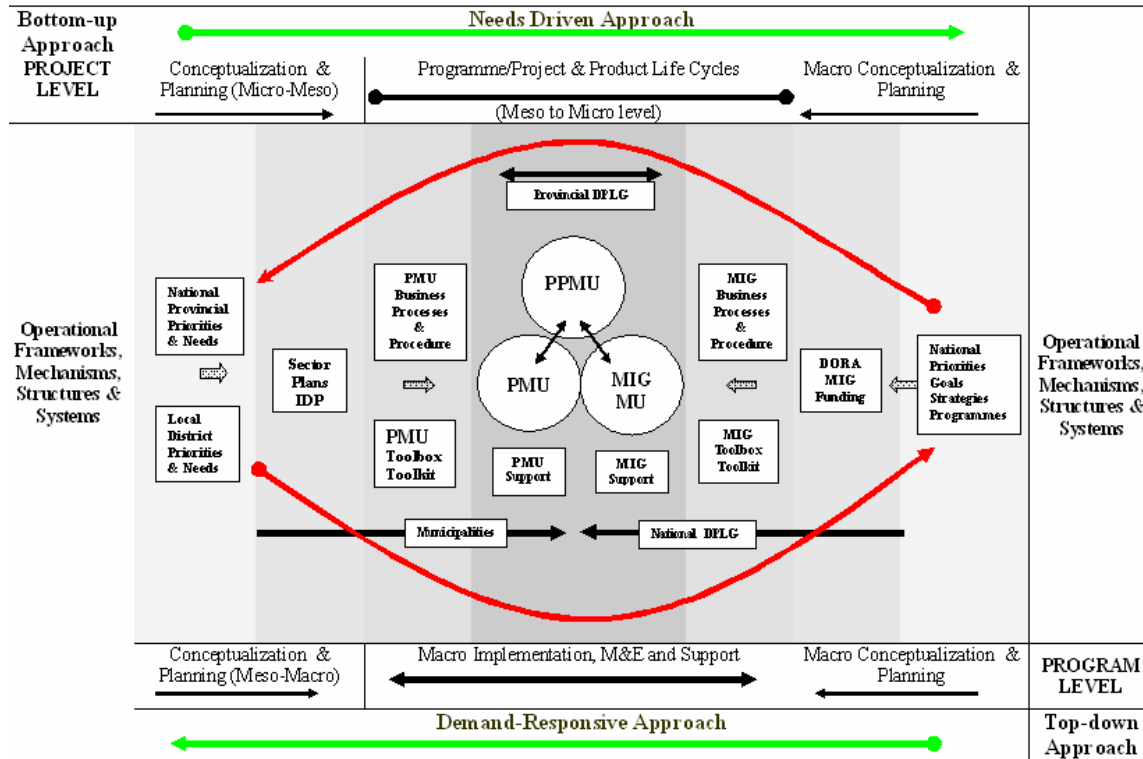 Bottom-up
Approach
PROJECT
LEVEL
Needs Driven Approach
Conceptualization &
Planning (Micro-Meso)
Programme/Project & Product Life Cycles
(Meso to Micro level)
Macro Conceptualization &
Planning
Operational
Frameworks,
Mechanisms,
Structures &
Systems
National
Provincial
Priorities
& Needs
Local
District
Priorities
& Needs
Sector
Plans
IDP
PMU
Business
Processes
&
Procedure
PMU
Toolbox
Toolkit
Provincial DPLG
PPMU
PMU
MIG
MU
PMU
Support
MIG
Support
MIG
Business
Processes
&
Procedure
MIG
Toolbox
Toolkit
DORA
MIG
Funding
National
Priorities
Goals
Strategies
Programmes
Municipalities
National DPLG
Operational
Frameworks,
Mechanisms,
Structures &
Systems
Conceptualization &
Planning (Meso-Macro)
Macro Implementation, M&E and Support
Macro Conceptualization &
Planning
PROGRAM
LEVEL
Demand-Responsive Approach
Top-down
Approach